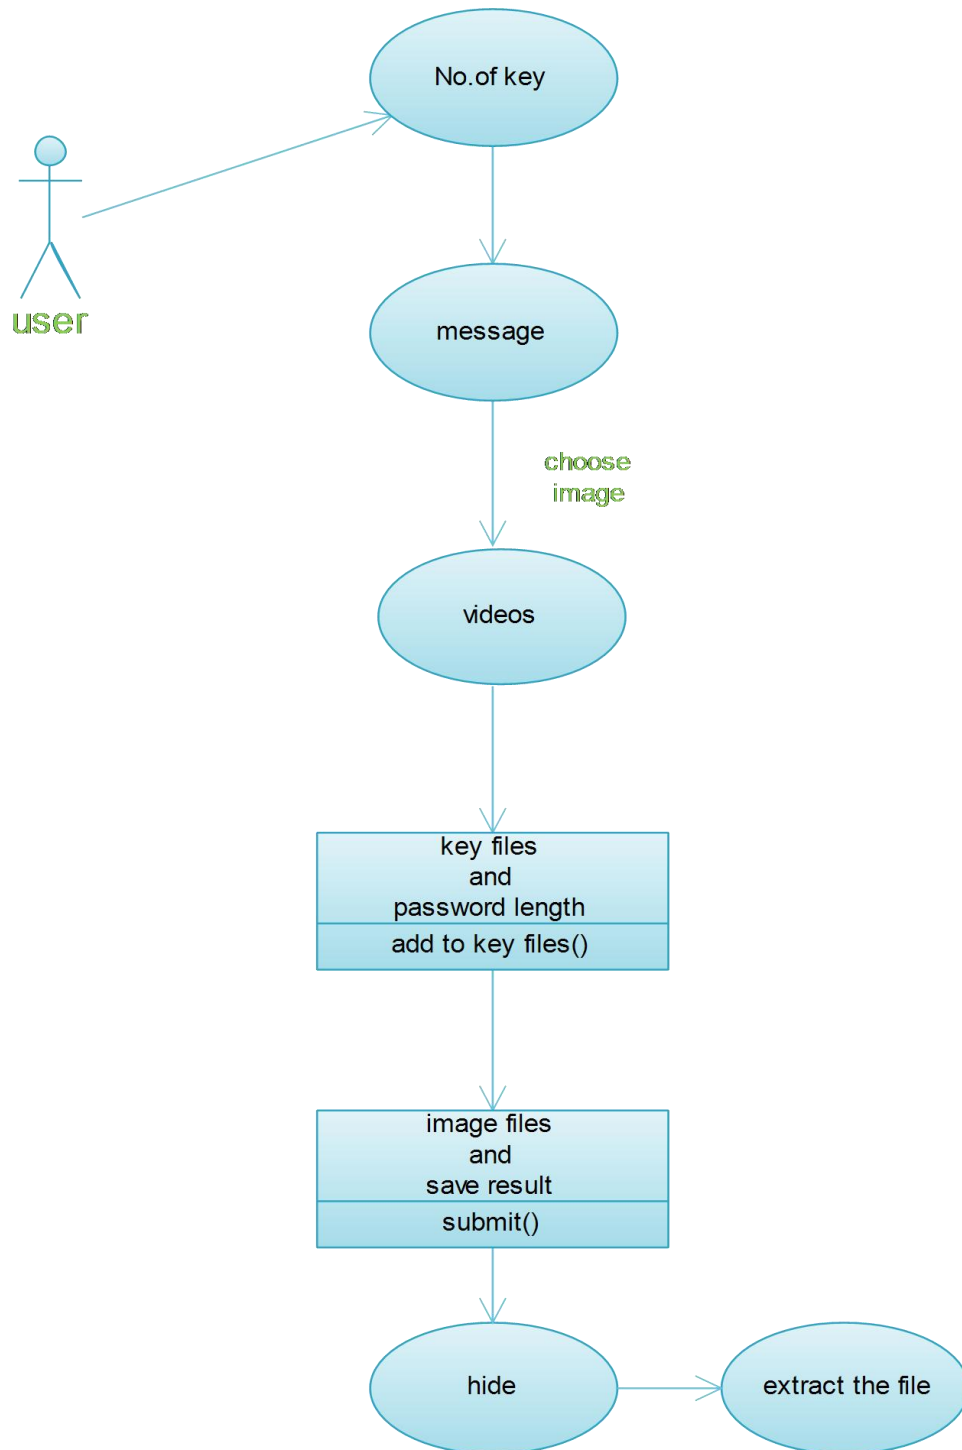 No.of key
user
message
choose
image
videos
key files
and
password length
add to key files()
image files
and
save result
submit()
hide
extract the file